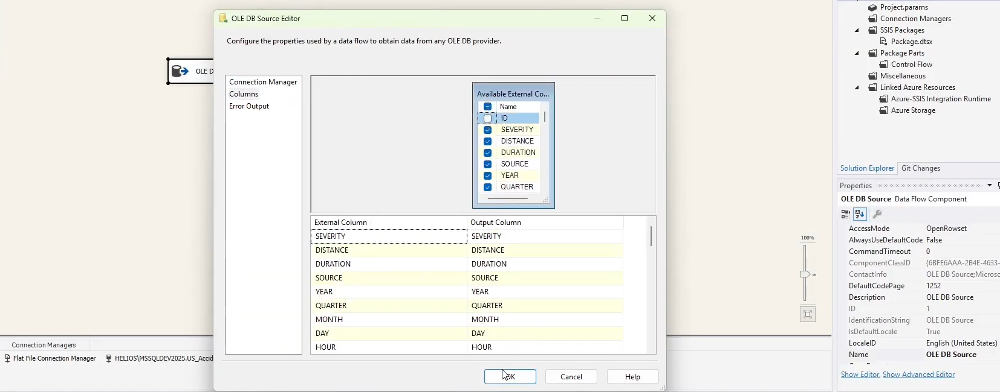 OLE DB Source Editor
Configure the properties used by a data flow to obtain data from any OLE DB provider.
OLE D
Connection Manager
Columns
Error Output
Available External Co...
Name
ID
SEVERITY
DISTANCE
DURATION
SOURCE
YEAR
QUARTER
External Column Output Column
SEVERITY SEVERITY
DISTANCE DISTANCE
DURATION DURATION
SOURCE SOURCE
YEAR YEAR
QUARTER QUARTER
MONTH MONTH
DAY DAY
HOUR HOUR
OK Cancel Help
Connection Managers
Flat File Connection Manager HELIOS\MSSQLDEV2025.US_Accid
100%
Project.params
Connection Managers
SSIS Packages
Package.dtsx
Package Parts
Control Flow
Miscellaneous
Linked Azure Resources
Azure-SSIS Integration Runtime
Azure Storage
Solution Explorer Git Changes
Properties
OLE DB Source Data Flow Component
AccessMode OpenRowset
AlwaysUseDefaultCode False
CommandTimeout 0
ComponentClassID {6BFE6AAA-2B4E-4633-
ContactInfo OLE DB Source;Microso
DefaultCodePage 1252
Description OLE DB Source
ID 1
IdentificationString OLE DB Source
IsDefaultLocale True
LocaleID English (United States)
Name OLE DB Source
Show Editor, Show Advanced Editor